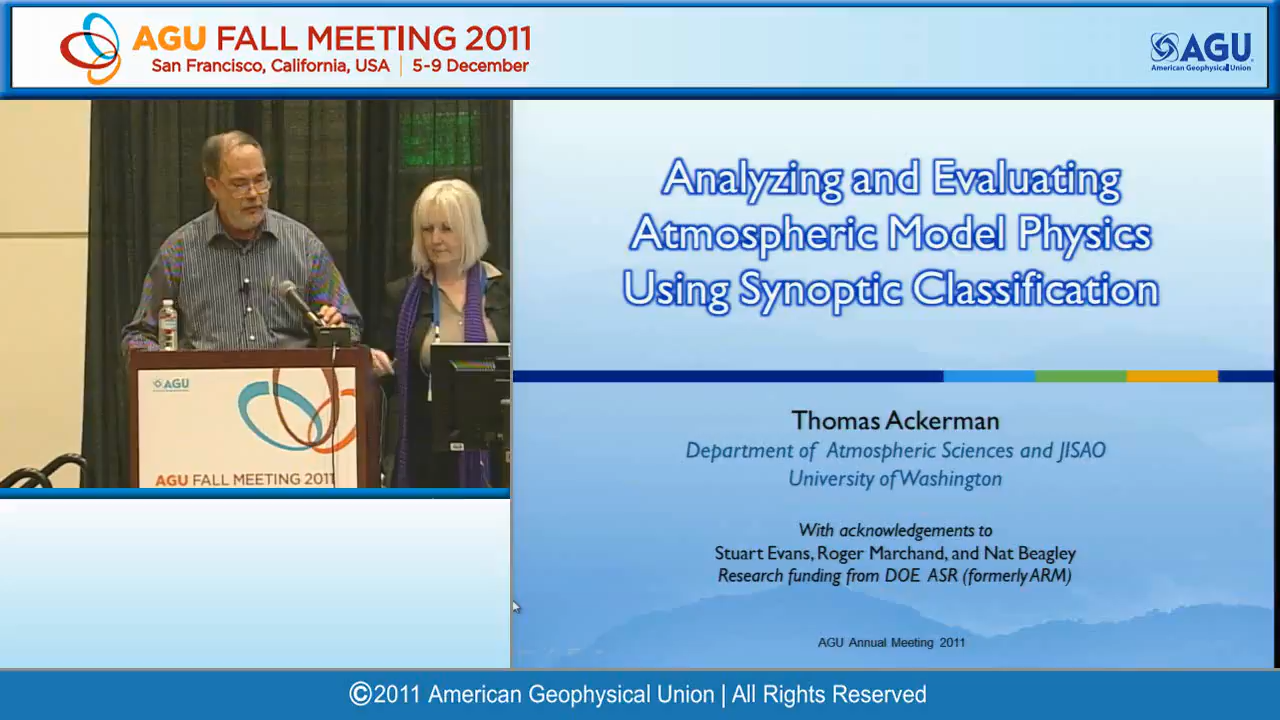 AGU FALL MEETING 2011
San Francisco, California, USA | 5-9 December
AGU
American Geophysical Union
AGU
AGU FALL MEETING 2011
Analyzing and Evaluating
Atmospheric Model Physics
Using Synoptic Classification
Thomas Ackerman
Department of Atmospheric Sciences and JISAO
University of Washington
With acknowledgements to
Stuart Evans, Roger Marchand, and Nat Beagley
Research funding from DOE ASR (formerly ARM)
AGU Annual Meeting 2011
©2011 American Geophysical Union | All Rights Reserved